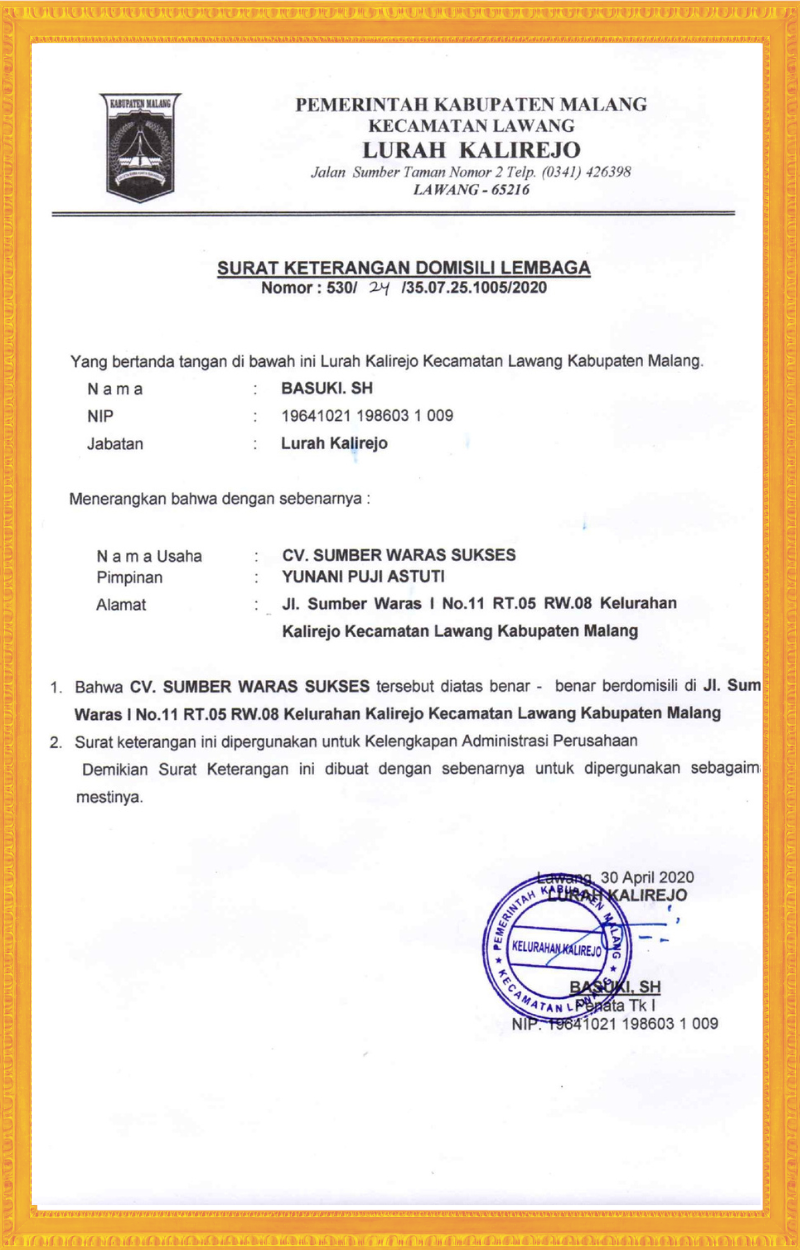 KABUPATEN MALANG
PEMERINTAH KABUPATEN MALANG
KECAMATAN LAWANG
LURAH KALIREJO
Jalan Sumber Taman Nomor 2 Telp. (0341) 426398
LAWANG - 65216
SURAT KETERANGAN DOMISILI LEMBAGA
Nomor : 530/ 24 /35.07.25.1005/2020
Yang bertanda tangan di bawah ini Lurah Kalirejo Kecamatan Lawang Kabupaten Malang.
N a m a : BASUKI. SH
NIP : 19641021 198603 1 009
Jabatan : Lurah Kalirejo
Menerangkan bahwa dengan sebenarnya :
N a m a Usaha : CV. SUMBER WARAS SUKSES
Pimpinan : YUNANI PUJI ASTUTI
Alamat : Jl. Sumber Waras I No.11 RT.05 RW.08 Kelurahan
Kalirejo Kecamatan Lawang Kabupaten Malang
1. Bahwa CV. SUMBER WARAS SUKSES tersebut diatas benar - benar berdomisili di Jl. Sum
Waras I No.11 RT.05 RW.08 Kelurahan Kalirejo Kecamatan Lawang Kabupaten Malang
2. Surat keterangan ini dipergunakan untuk Kelengkapan Administrasi Perusahaan
Demikian Surat Keterangan ini dibuat dengan sebenarnya untuk dipergunakan sebagaim
mestinya.
Lawang, 30 April 2020
LURAH KALIREJO
PEMERINTAH KABUPATEN MALANG
KELURAHAN KALIREJO
KECAMATAN LAWANG
BASUKI, SH
Penata Tk I
NIP. 19641021 198603 1 009